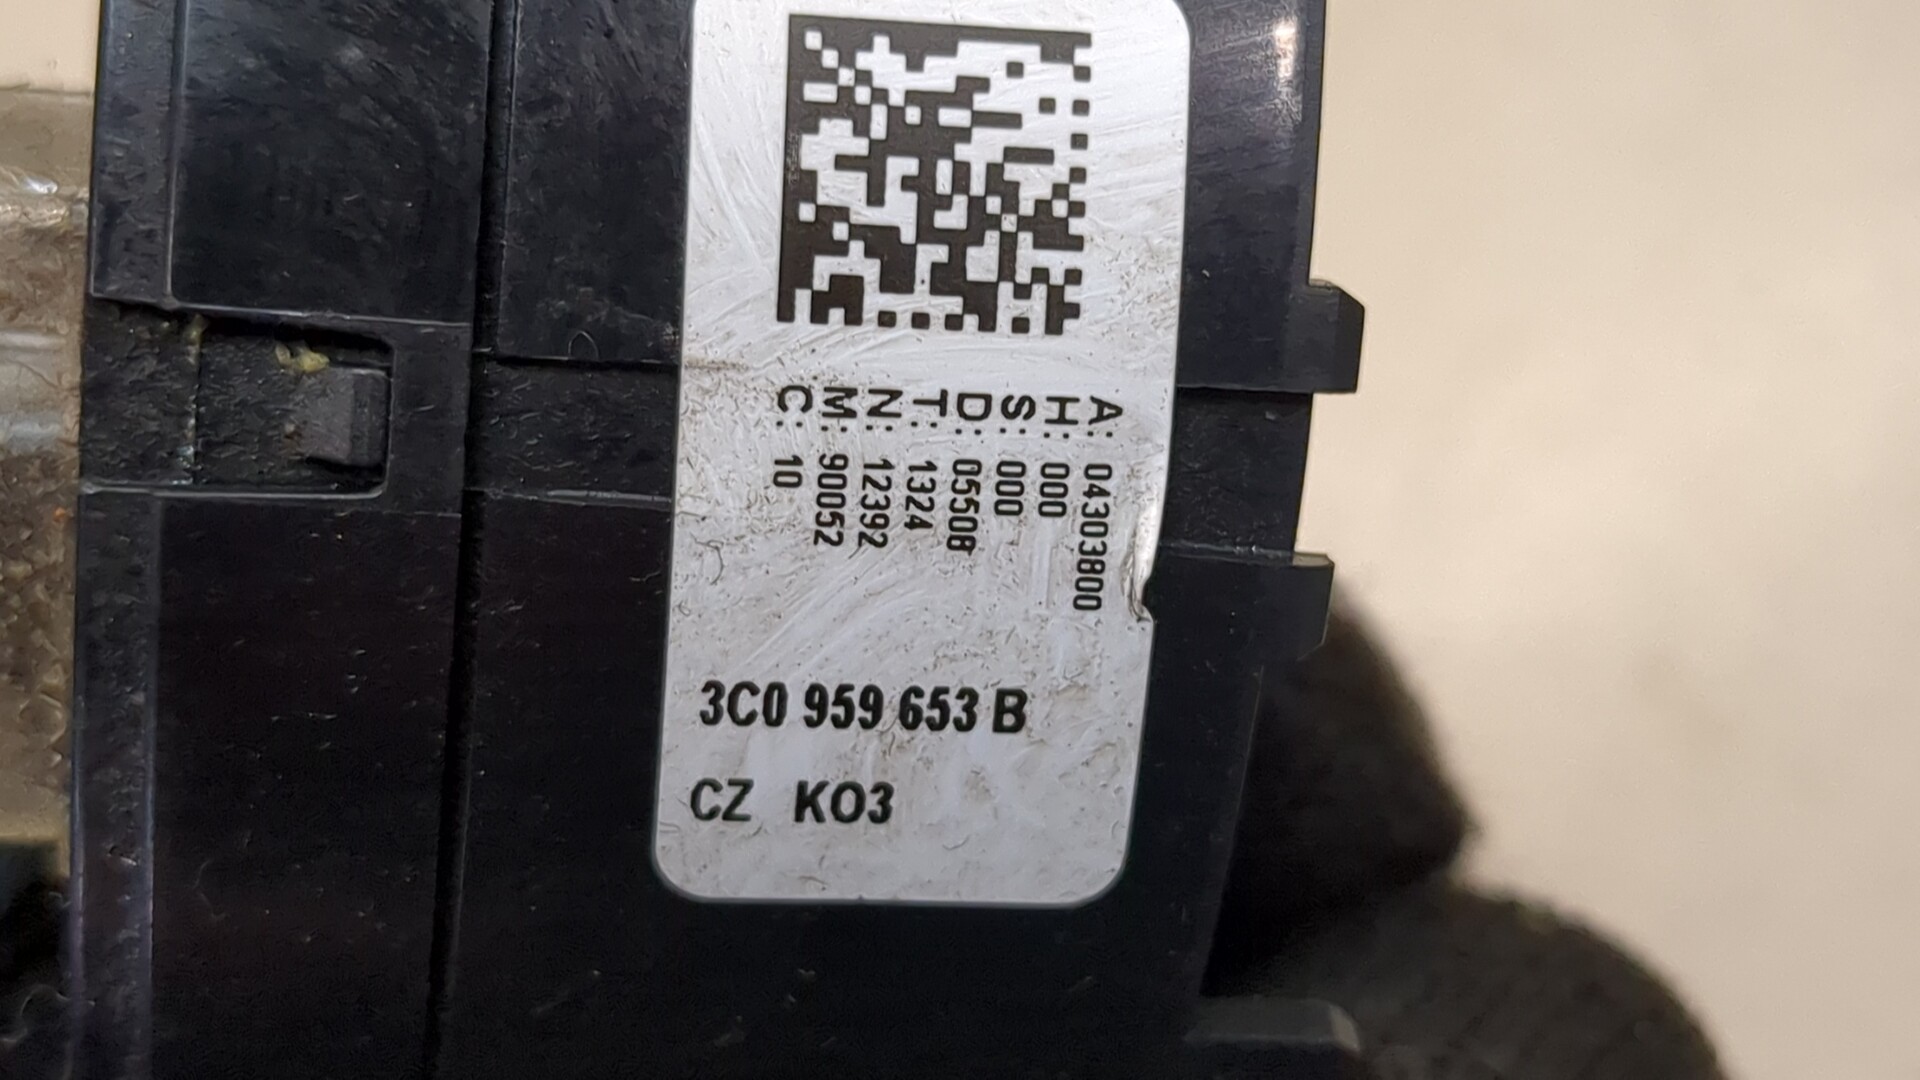 A: 04303800
H: 000
S: 000
D: 05508
T: 1324
N: 12392
M: 90052
C: 10
3C0 959 653 B
CZ KO3